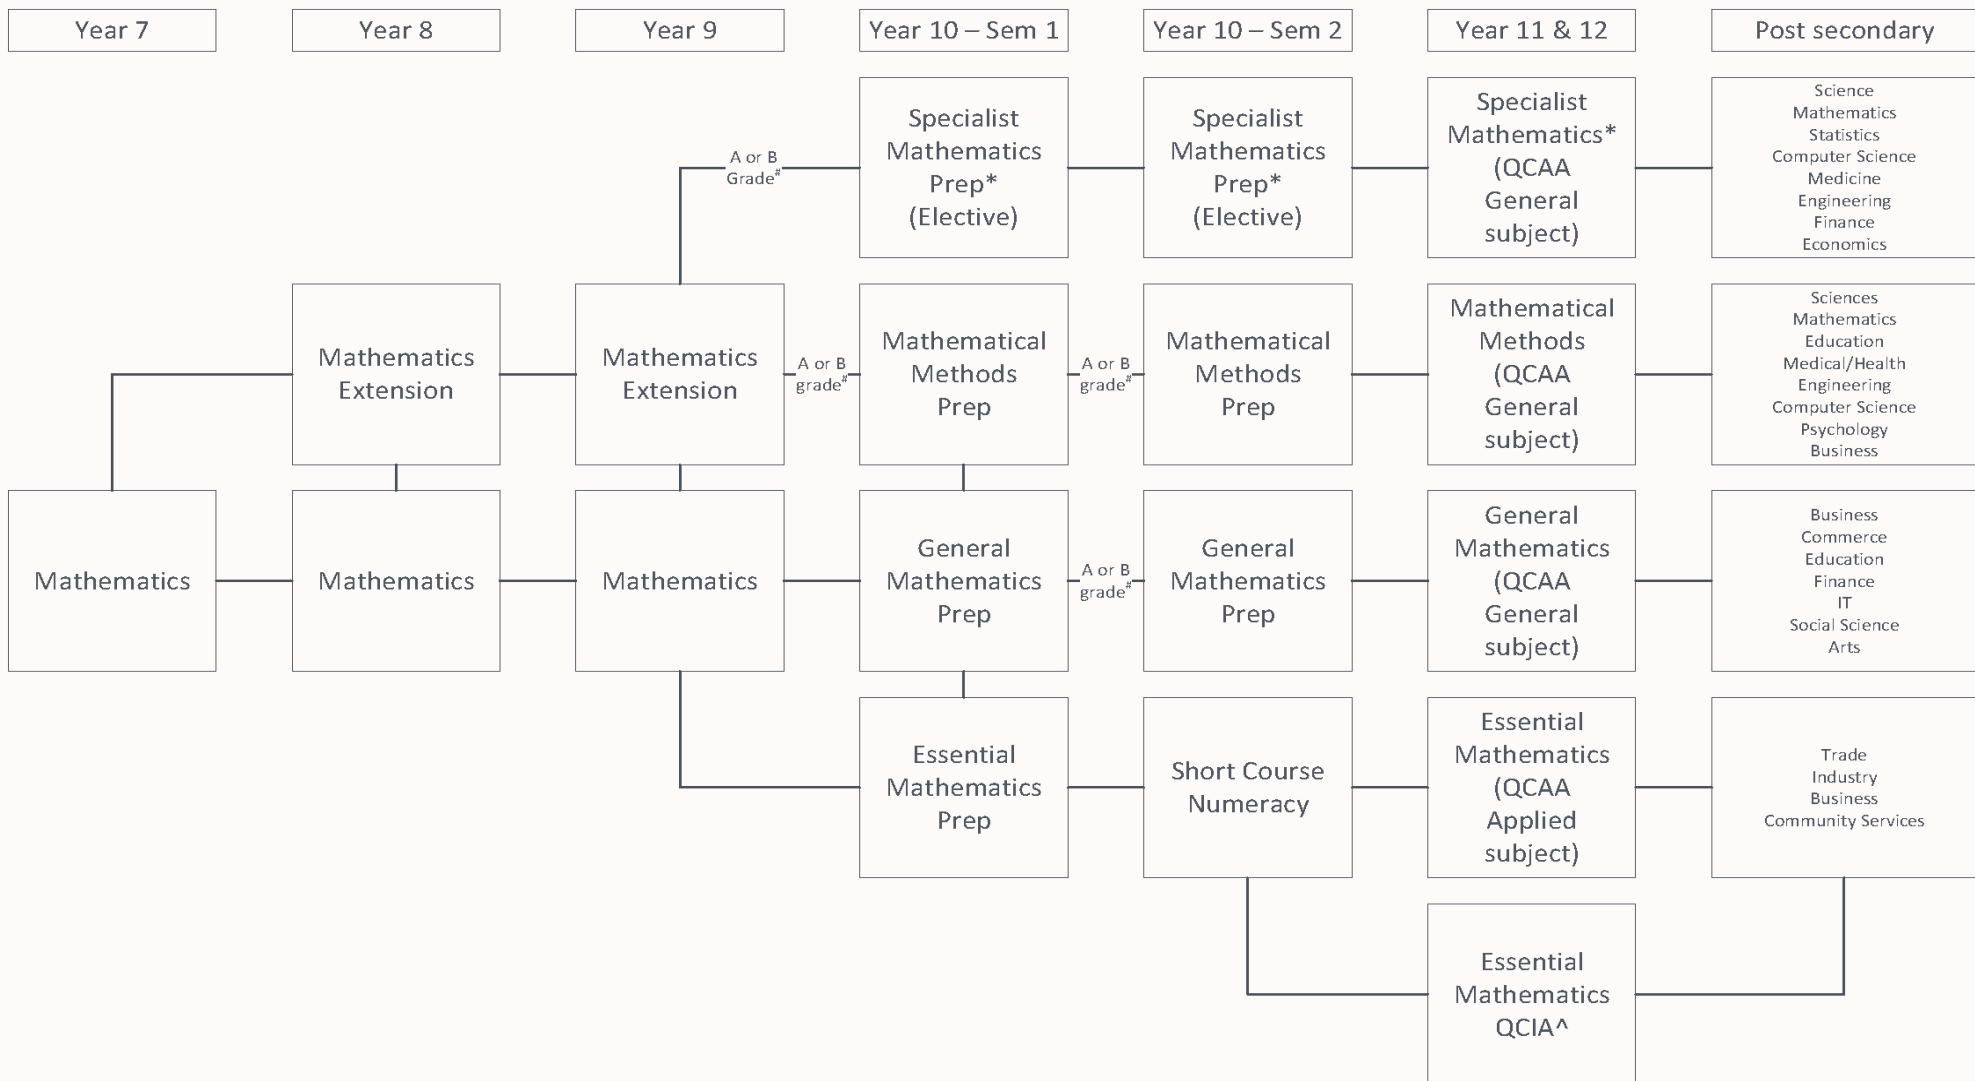 Year 7
Year 8
Year 9
Year 10 – Sem 1
Year 10 – Sem 2
Year 11 & 12
Post secondary
A or B
Grade#
Specialist
Mathematics
Prep*
(Elective)
Specialist
Mathematics
Prep*
(Elective)
Specialist
Mathematics*
(QCAA
General
subject)
Science
Mathematics
Statistics
Computer Science
Medicine
Engineering
Finance
Economics
Mathematics
Extension
Mathematics
Extension
A or B
grade#
Mathematical
Methods
Prep
A or B
grade#
Mathematical
Methods
Prep
Mathematical
Methods
(QCAA
General
subject)
Sciences
Mathematics
Education
Medical/Health
Engineering
Computer Science
Psychology
Business
Mathematics
Mathematics
Mathematics
General
Mathematics
Prep
A or B
grade#
General
Mathematics
Prep
General
Mathematics
(QCAA
General
subject)
Business
Commerce
Education
Finance
IT
Social Science
Arts
Essential
Mathematics
Prep
Short Course
Numeracy
Essential
Mathematics
(QCAA
Applied
subject)
Trade
Industry
Business
Community Services
Essential
Mathematics
QCIA^